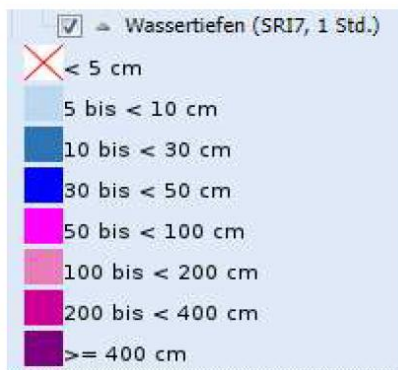 Wassertiefen (SRI7, 1 Std.)
< 5 cm
5 bis < 10 cm
10 bis < 30 cm
30 bis < 50 cm
50 bis < 100 cm
100 bis < 200 cm
200 bis < 400 cm
>= 400 cm